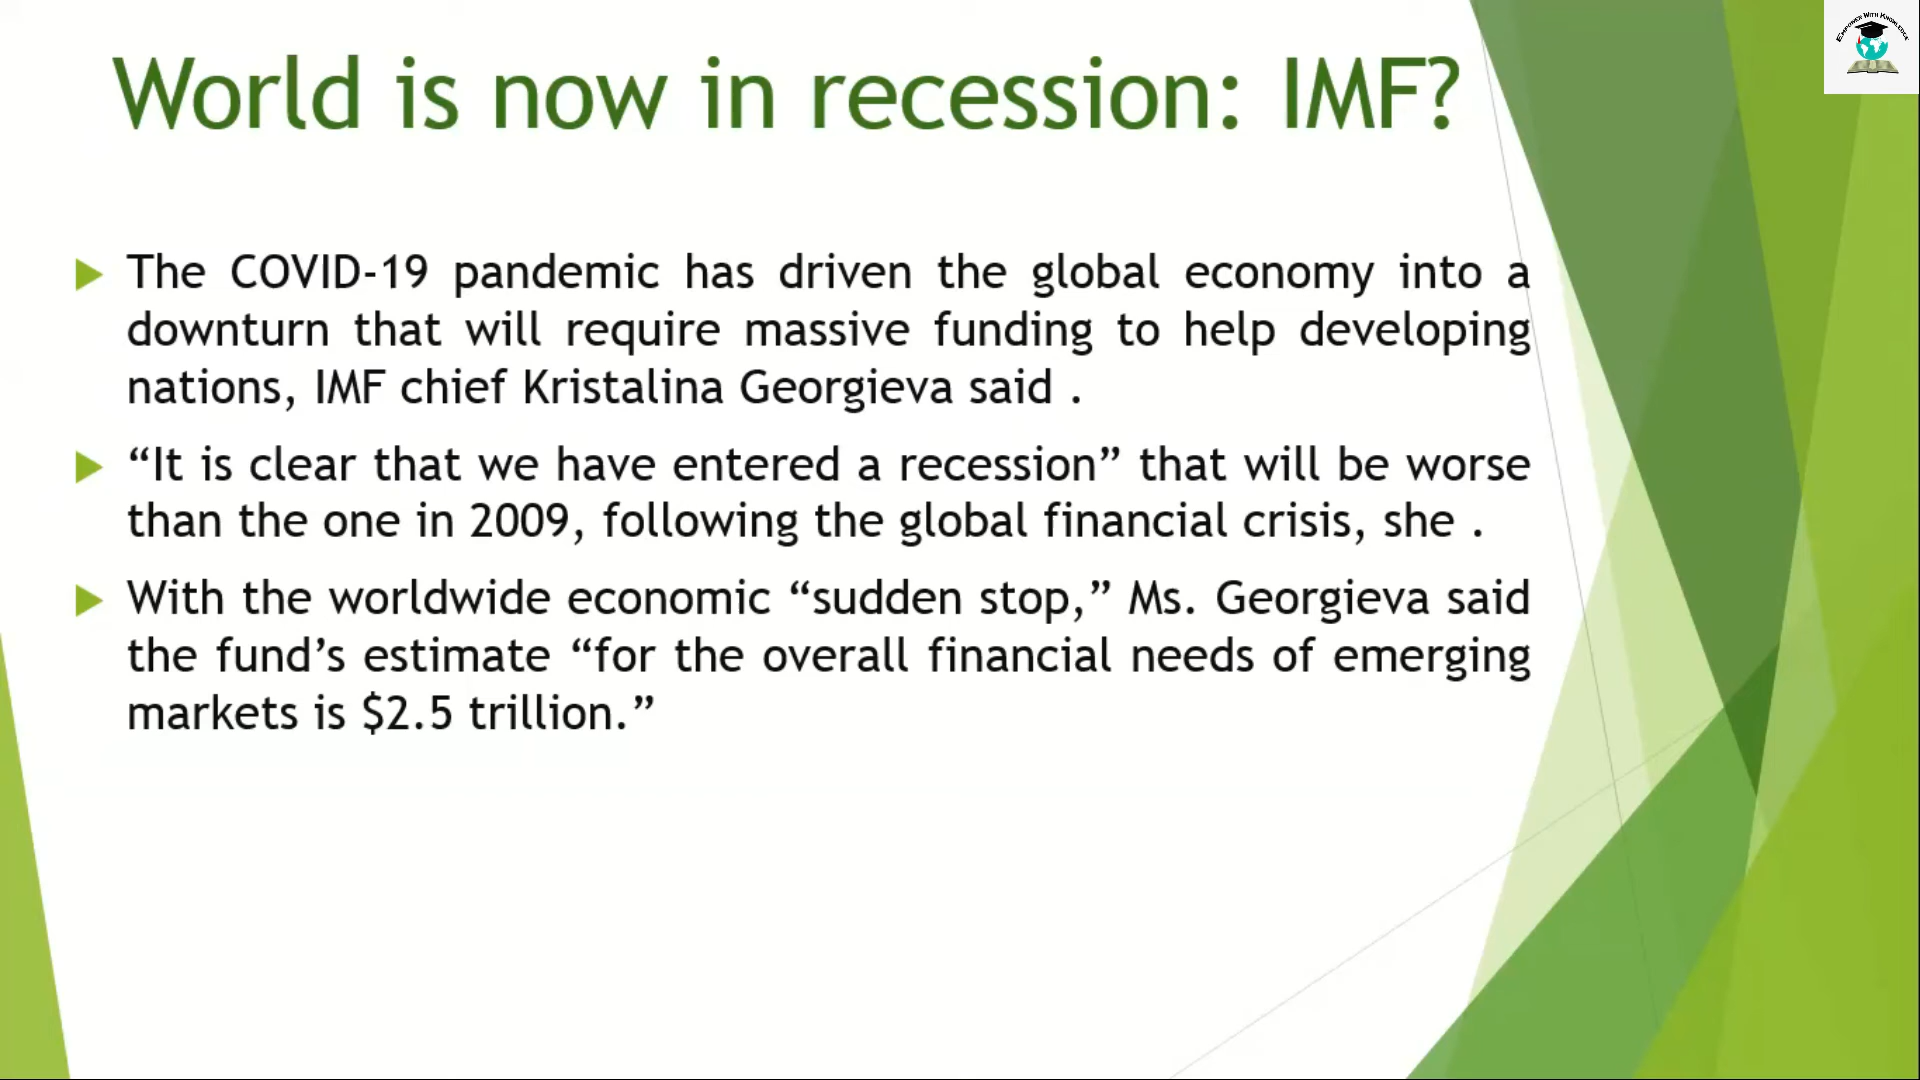 EMPOWER WITH KNOWLEDGE
World is now in recession: IMF?
The COVID-19 pandemic has driven the global economy into a
downturn that will require massive funding to help developing
nations, IMF chief Kristalina Georgieva said .
“It is clear that we have entered a recession” that will be worse
than the one in 2009, following the global financial crisis, she .
With the worldwide economic “sudden stop,” Ms. Georgieva said
the fund’s estimate “for the overall financial needs of emerging
markets is $2.5 trillion.”